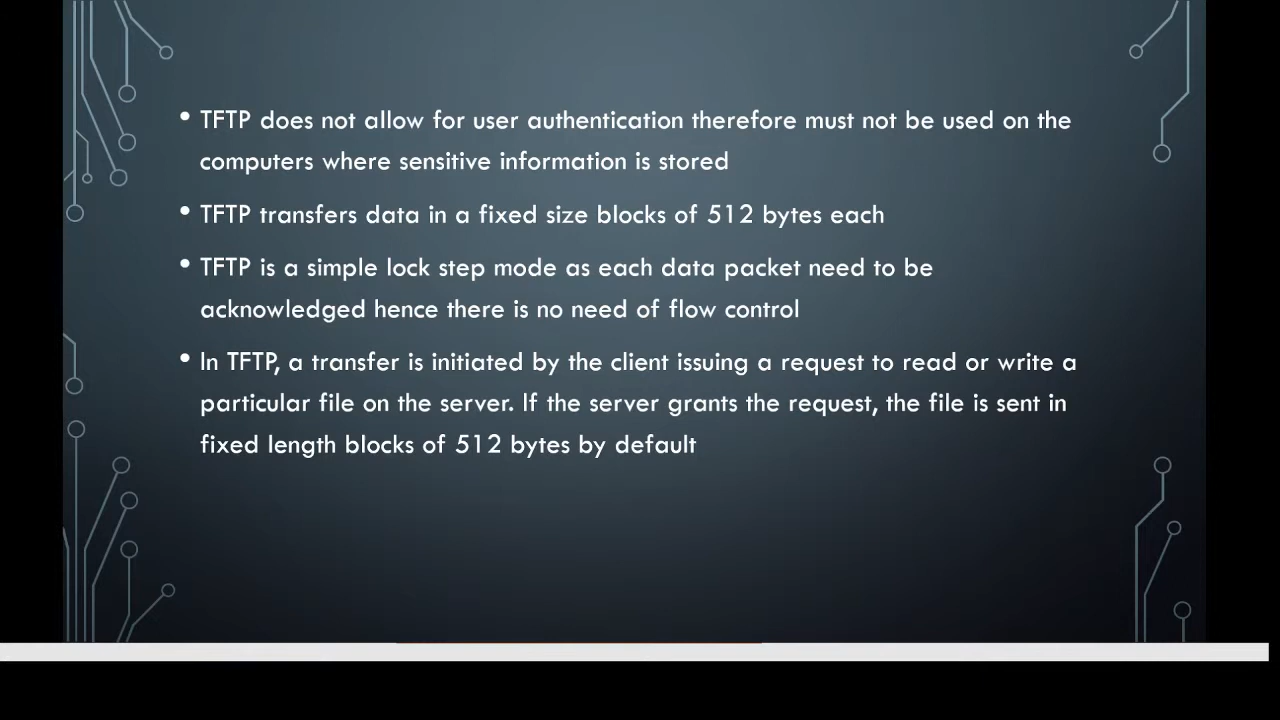 • TFTP does not allow for user authentication therefore must not be used on the
computers where sensitive information is stored
• TFTP transfers data in a fixed size blocks of 512 bytes each
• TFTP is a simple lock step mode as each data packet need to be
acknowledged hence there is no need of flow control
• In TFTP, a transfer is initiated by the client issuing a request to read or write a
particular file on the server. If the server grants the request, the file is sent in
fixed length blocks of 512 bytes by default